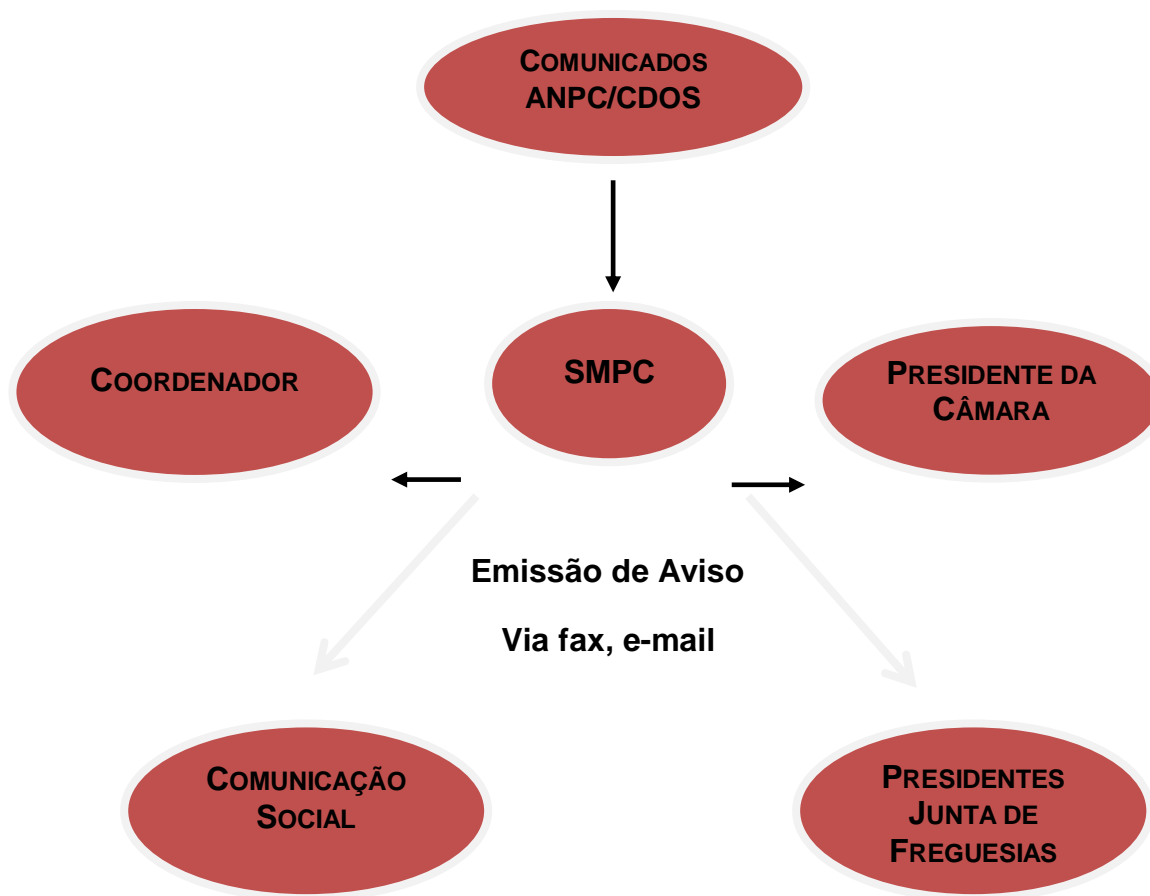 COMUNICADOS
ANPC/CDOS
COORDENADOR
SMPC
PRESIDENTE DA
CÂMARA
Emissão de Aviso
Via fax, e-mail
COMUNICAÇÃO
SOCIAL
PRESIDENTES
JUNTA DE
FREGUESIAS